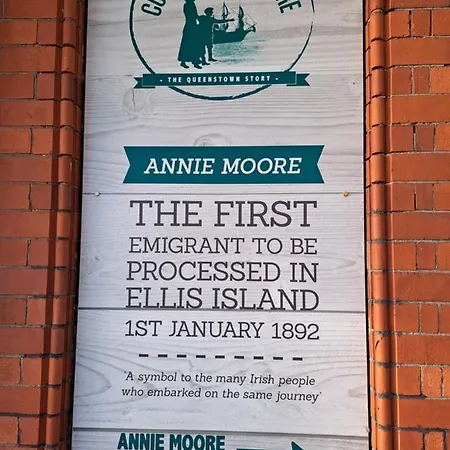 THE QUEENSTOWN STORY
ANNIE MOORE
THE FIRST
EMIGRANT TO BE
PROCESSED IN
ELLIS ISLAND
1ST JANUARY 1892
'A symbol to the many Irish people
who embarked on the same journey'
ANNIE MOORE